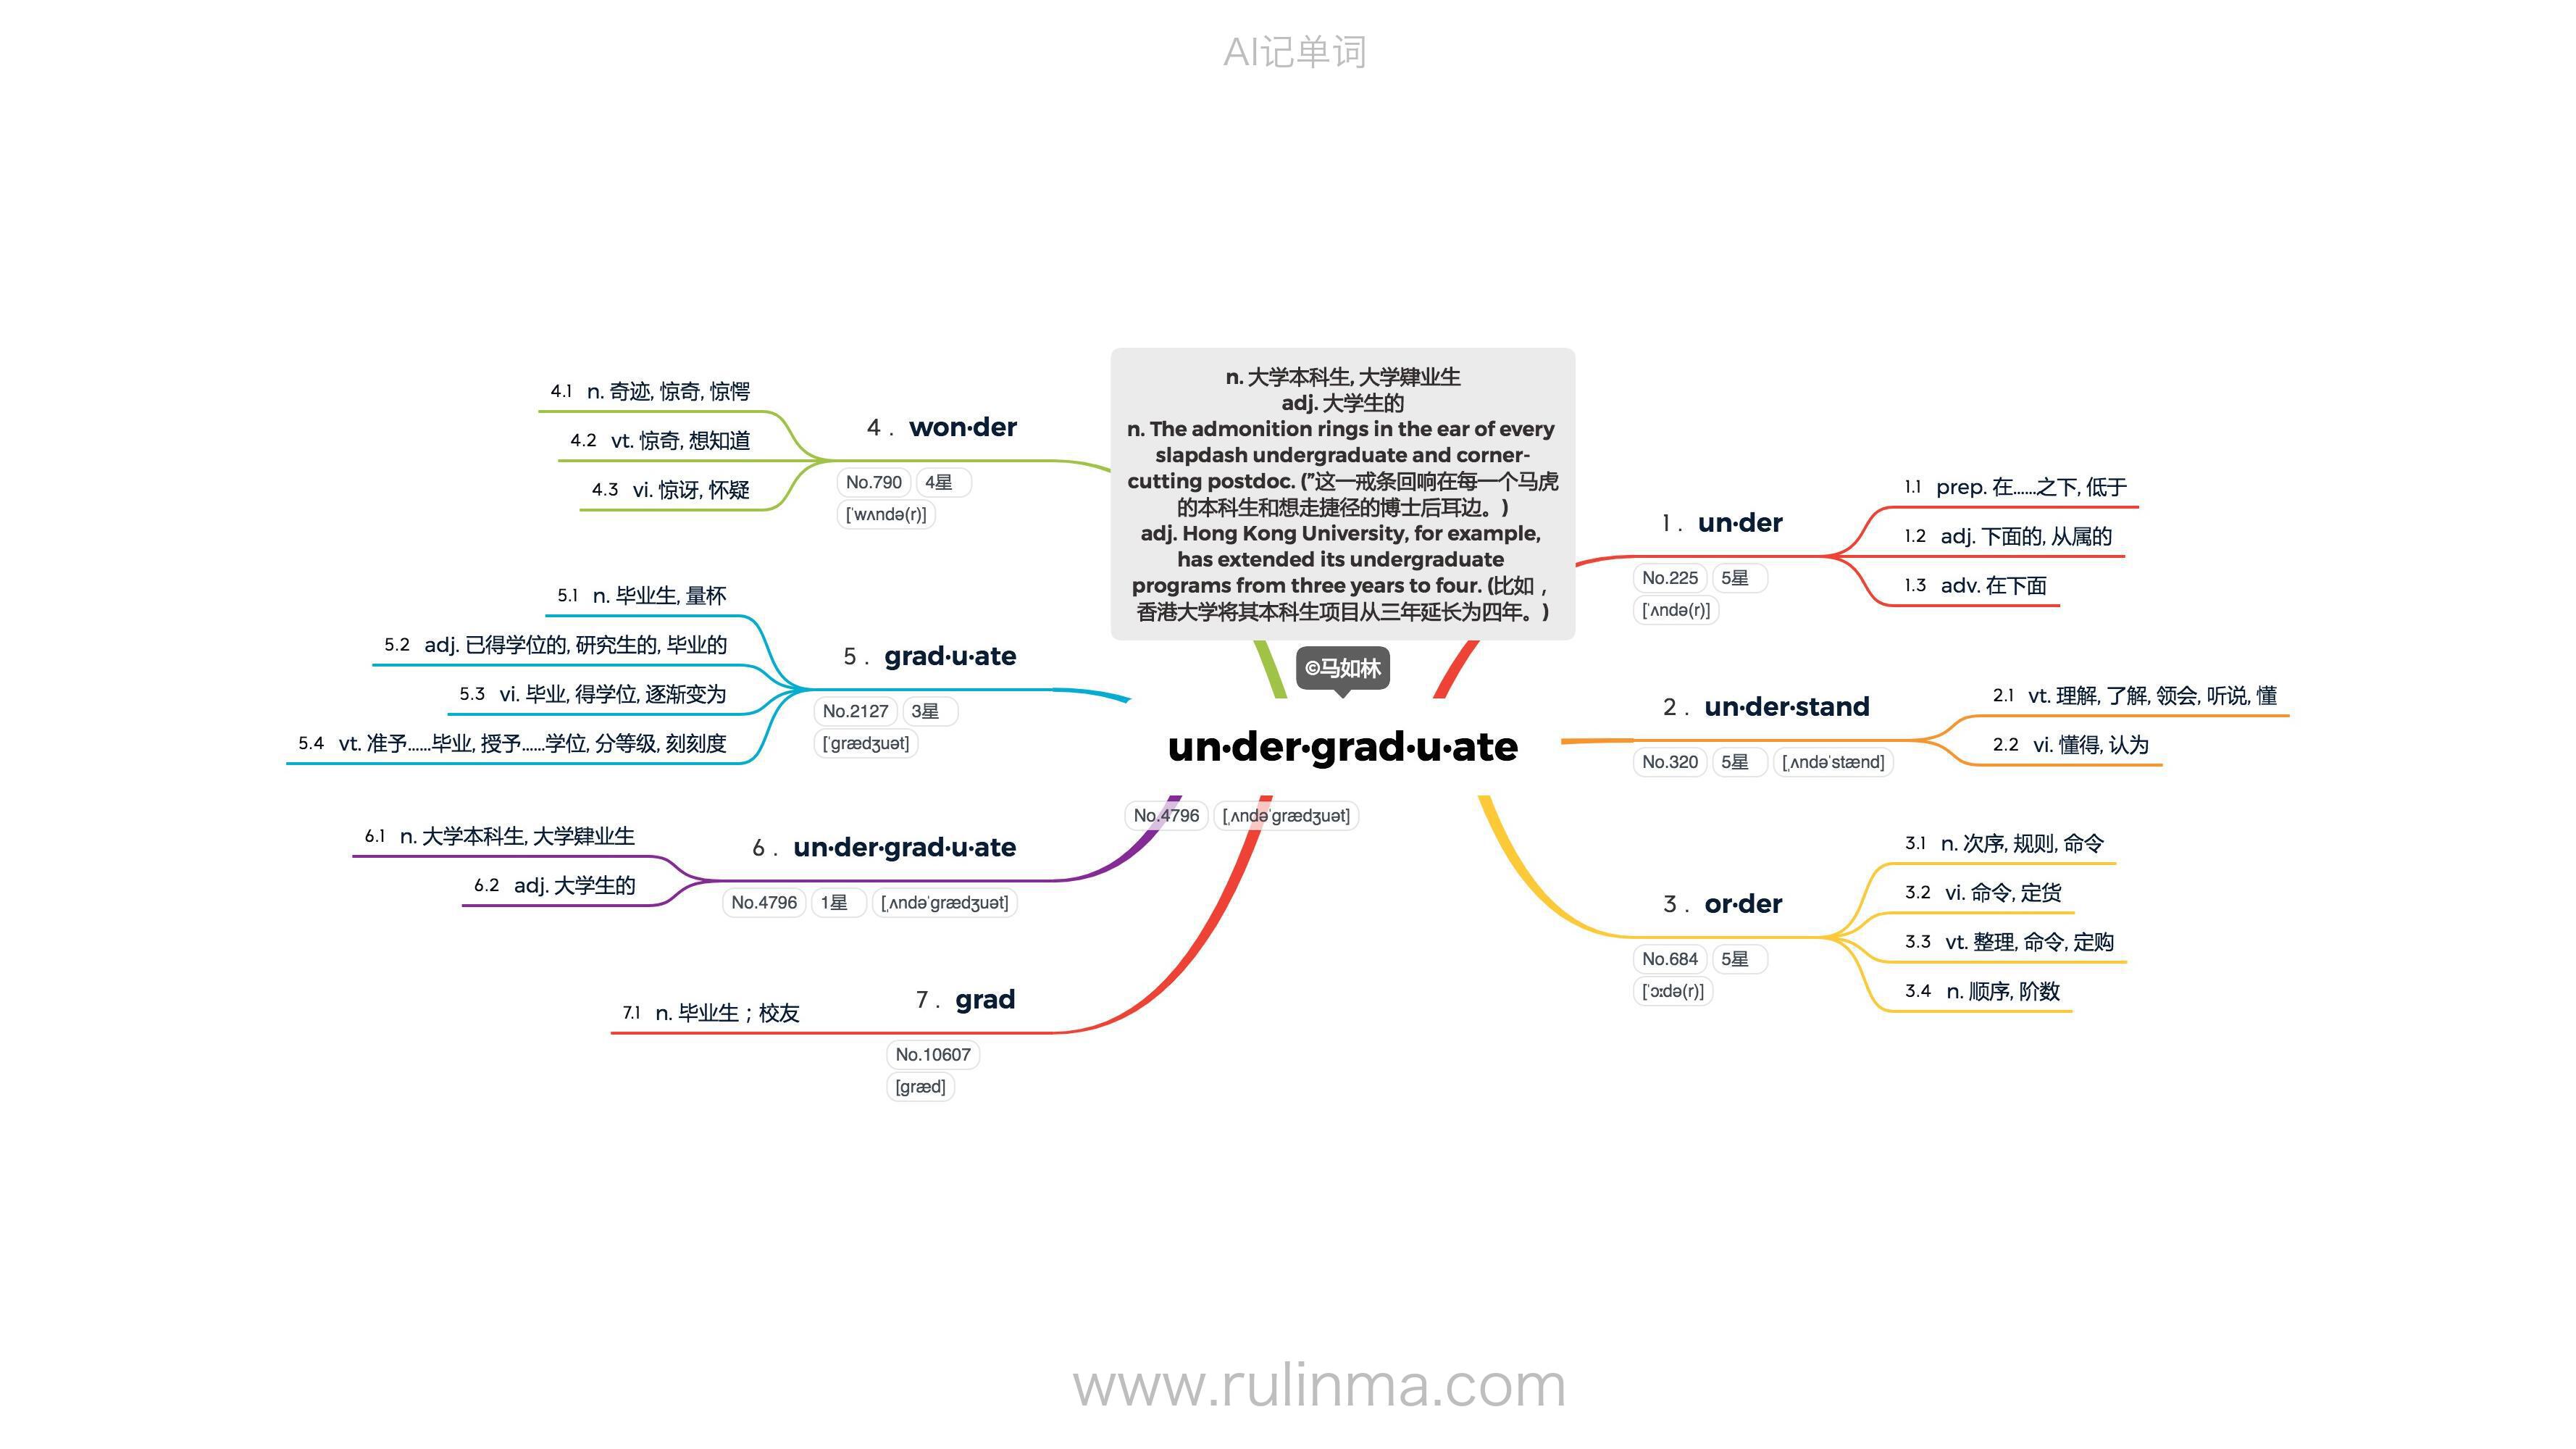 AI记单词
n. 大学本科生, 大学肄业生
adj. 大学生的
n. The admonition rings in the ear of every
slapdash undergraduate and corner-
cutting postdoc. ("这一戒条回响在每一个马虎
的本科生和想走捷径的博士后耳边。)
adj. Hong Kong University, for example,
has extended its undergraduate
programs from three years to four. (比如，
香港大学将其本科生项目从三年延长为四年。)
©马如林
un·der·grad·u·ate
No.4796 [ˌʌndəˈɡrædʒuət]
1. un·der
No.225 5星
[ˈʌndə(r)]
1.1 prep. 在……之下, 低于
1.2 adj. 下面的, 从属的
1.3 adv. 在下面
2. un·der·stand
No.320 5星 [ˌʌndəˈstænd]
2.1 vt. 理解, 了解, 领会, 听说, 懂
2.2 vi. 懂得, 认为
3. or·der
No.684 5星
[ˈɔːdə(r)]
3.1 n. 次序, 规则, 命令
3.2 vi. 命令, 定货
3.3 vt. 整理, 命令, 定购
3.4 n. 顺序, 阶数
4. won·der
No.790 4星
[ˈwʌndə(r)]
4.1 n. 奇迹, 惊奇, 惊愕
4.2 vt. 惊奇, 想知道
4.3 vi. 惊讶, 怀疑
5. grad·u·ate
No.2127 3星
[ˈɡrædʒuət]
5.1 n. 毕业生, 量杯
5.2 adj. 已得学位的, 研究生的, 毕业的
5.3 vi. 毕业, 得学位, 逐渐变为
5.4 vt. 准予……毕业, 授予……学位, 分等级, 刻刻度
6. un·der·grad·u·ate
No.4796 1星 [ˌʌndəˈɡrædʒuət]
6.1 n. 大学本科生, 大学肄业生
6.2 adj. 大学生的
7. grad
No.10607
[ɡræd]
7.1 n. 毕业生；校友
www.rulinma.com